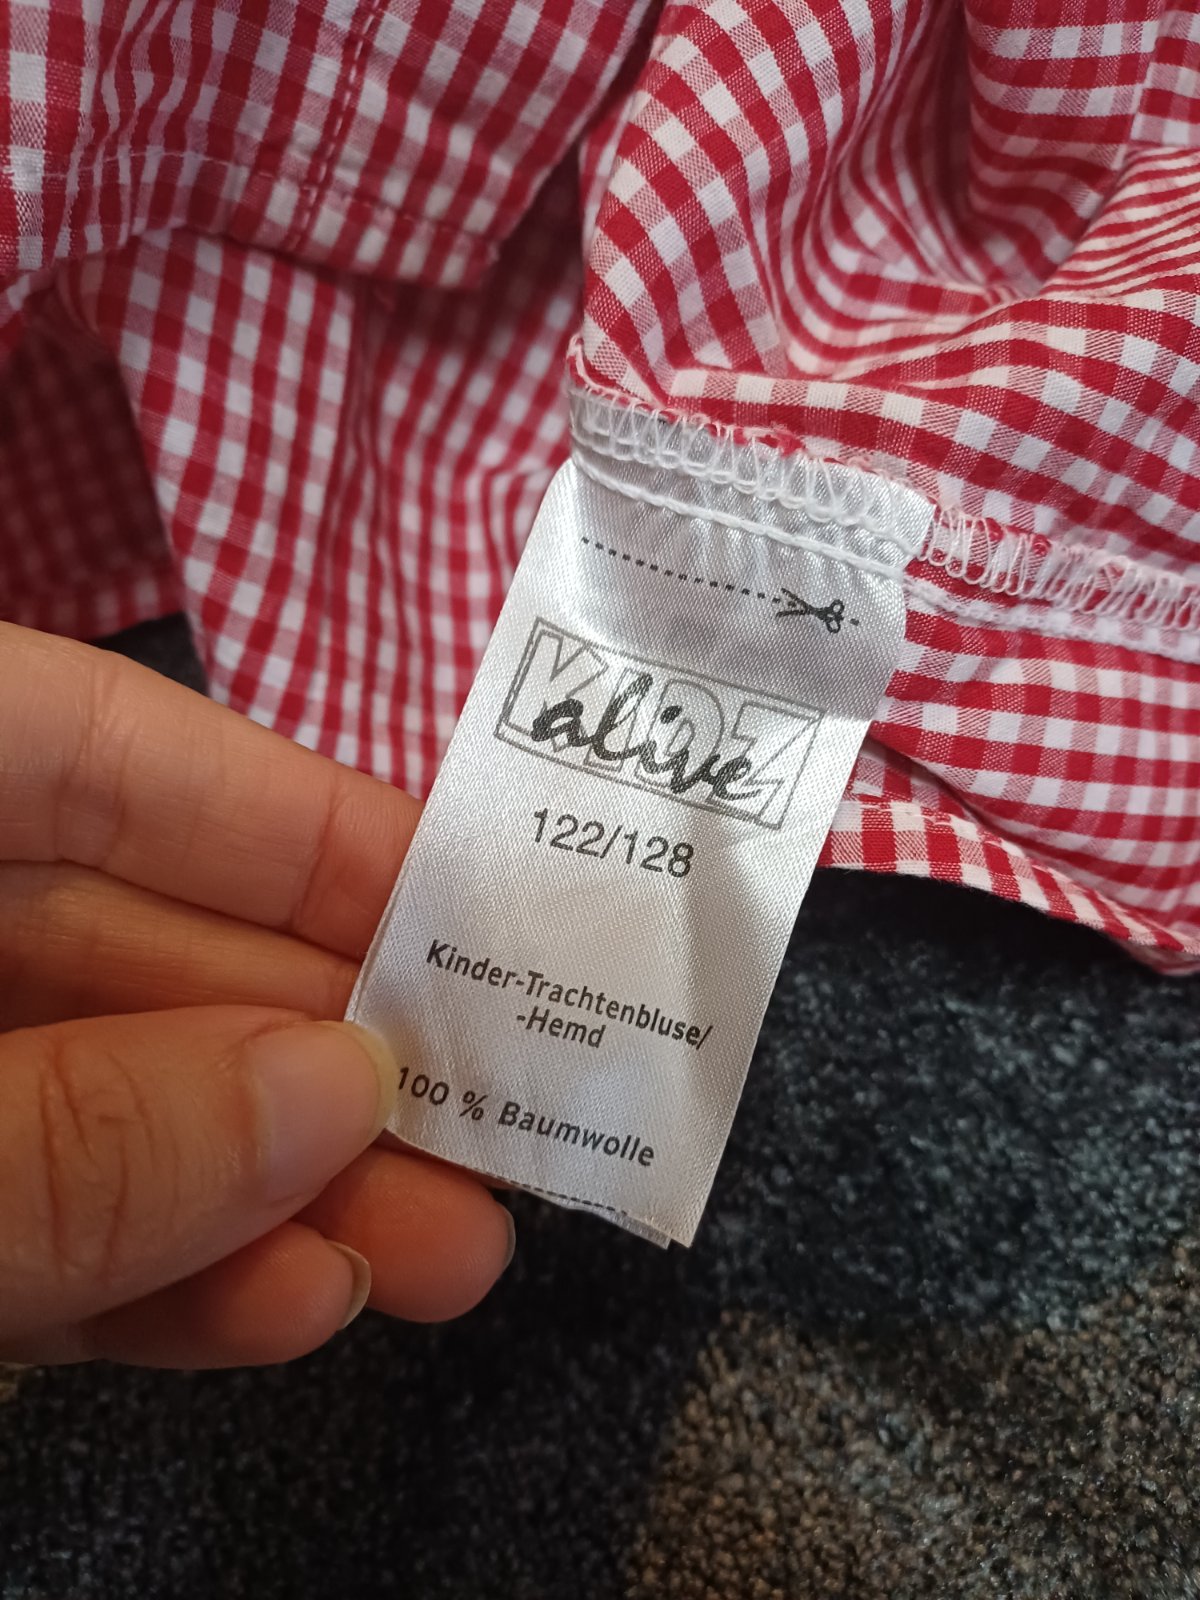 KIDZ
alive
122/128
Kinder-Trachtenbluse/
-Hemd
100 % Baumwolle